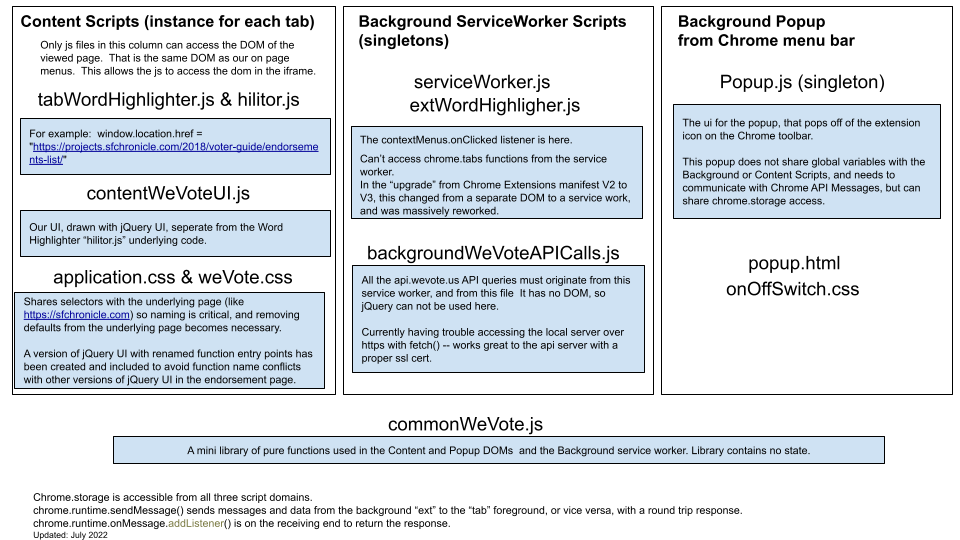 Content Scripts (instance for each tab)
Only js files in this column can access the DOM of the
viewed page.  That is the same DOM as our on page
menus.  This allows the js to access the dom in the iframe.
tabWordHighlighter.js & hilitor.js
For example:  window.location.href =
"https://projects.sfchronicle.com/2018/voter-guide/endorseme
nts-list/"
contentWeVoteUI.js
Our UI, drawn with jQuery UI, seperate from the Word
Highlighter “hilitor.js” underlying code.
application.css & weVote.css
Shares selectors with the underlying page (like
https://sfchronicle.com) so naming is critical, and removing
defaults from the underlying page becomes necessary.
A version of jQuery UI with renamed function entry points has
been created and included to avoid function name conflicts
with other versions of jQuery UI in the endorsement page.
Background ServiceWorker Scripts
(singletons)
serviceWorker.js
extWordHighligher.js
The contextMenus.onClicked listener is here.
Can’t access chrome.tabs functions from the service
worker.
In the “upgrade” from Chrome Extensions manifest V2 to
V3, this changed from a separate DOM to a service work,
and was massively reworked.
backgroundWeVoteAPICalls.js
All the api.wevote.us API queries must originate from this
service worker, and from this file  It has no DOM, so
jQuery can not be used here.
Currently having trouble accessing the local server over
https with fetch() -- works great to the api server with a
proper ssl cert.
Background Popup
from Chrome menu bar
Popup.js (singleton)
The ui for the popup, that pops off of the extension
icon on the Chrome toolbar.
This popup does not share global variables with the
Background or Content Scripts, and needs to
communicate with Chrome API Messages, but can
share chrome.storage access.
popup.html
onOffSwitch.css
commonWeVote.js
A mini library of pure functions used in the Content and Popup DOMs  and the Background service worker. Library contains no state.
Chrome.storage is accessible from all three script domains.
chrome.runtime.sendMessage() sends messages and data from the background “ext” to the “tab” foreground, or vice versa, with a round trip response.
chrome.runtime.onMessage.addListener() is on the receiving end to return the response.
Updated: July 2022